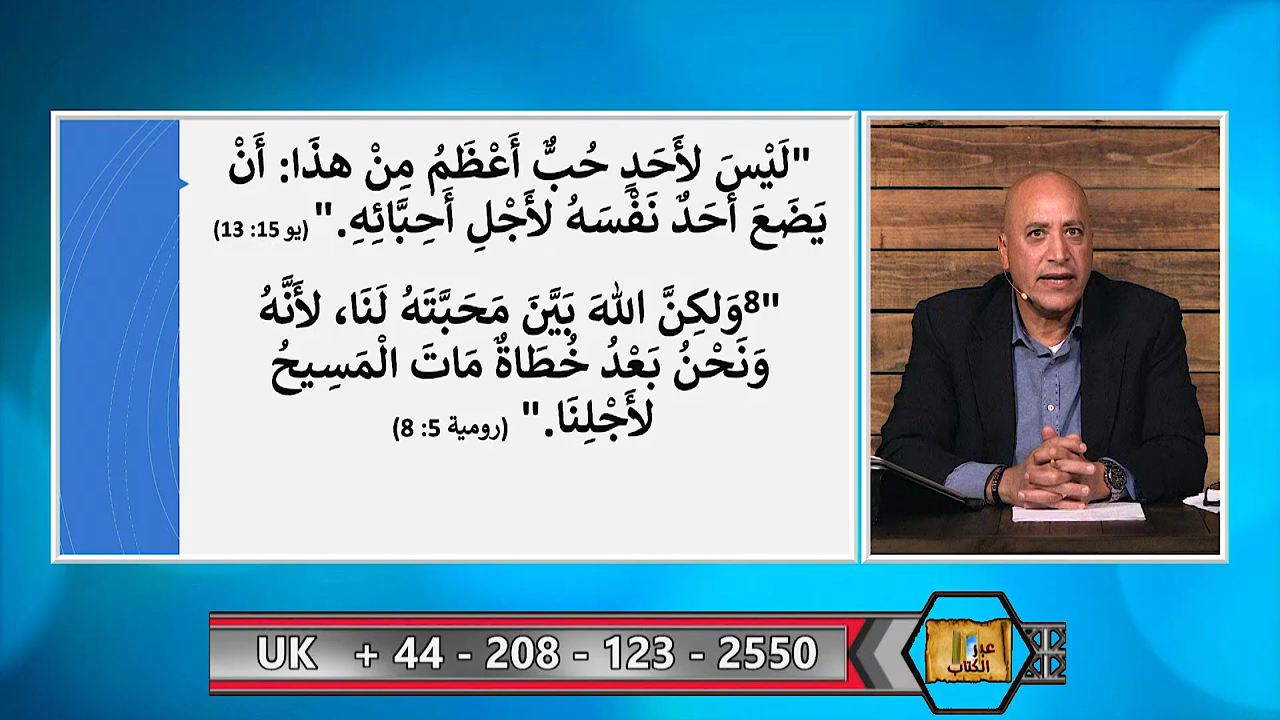 "لَيْسَ لأَحَدٍ حُبٌّ أَعْظَمُ مِنْ هذَا: أَنْ
يَضَعَ أَحَدٌ نَفْسَهُ لأَجْلِ أَحِبَّائِهِ." (يو 15: 13)
"8وَلكِنَّ اللهَ بَيَّنَ مَحَبَّتَهُ لَنَا، لأَنَّهُ
وَنَحْنُ بَعْدُ خُطَاةٌ مَاتَ الْمَسِيحُ
لأَجْلِنَا." (رومية 5: 8)
UK + 44 - 208 - 123 - 2550
عبر
الكتاب